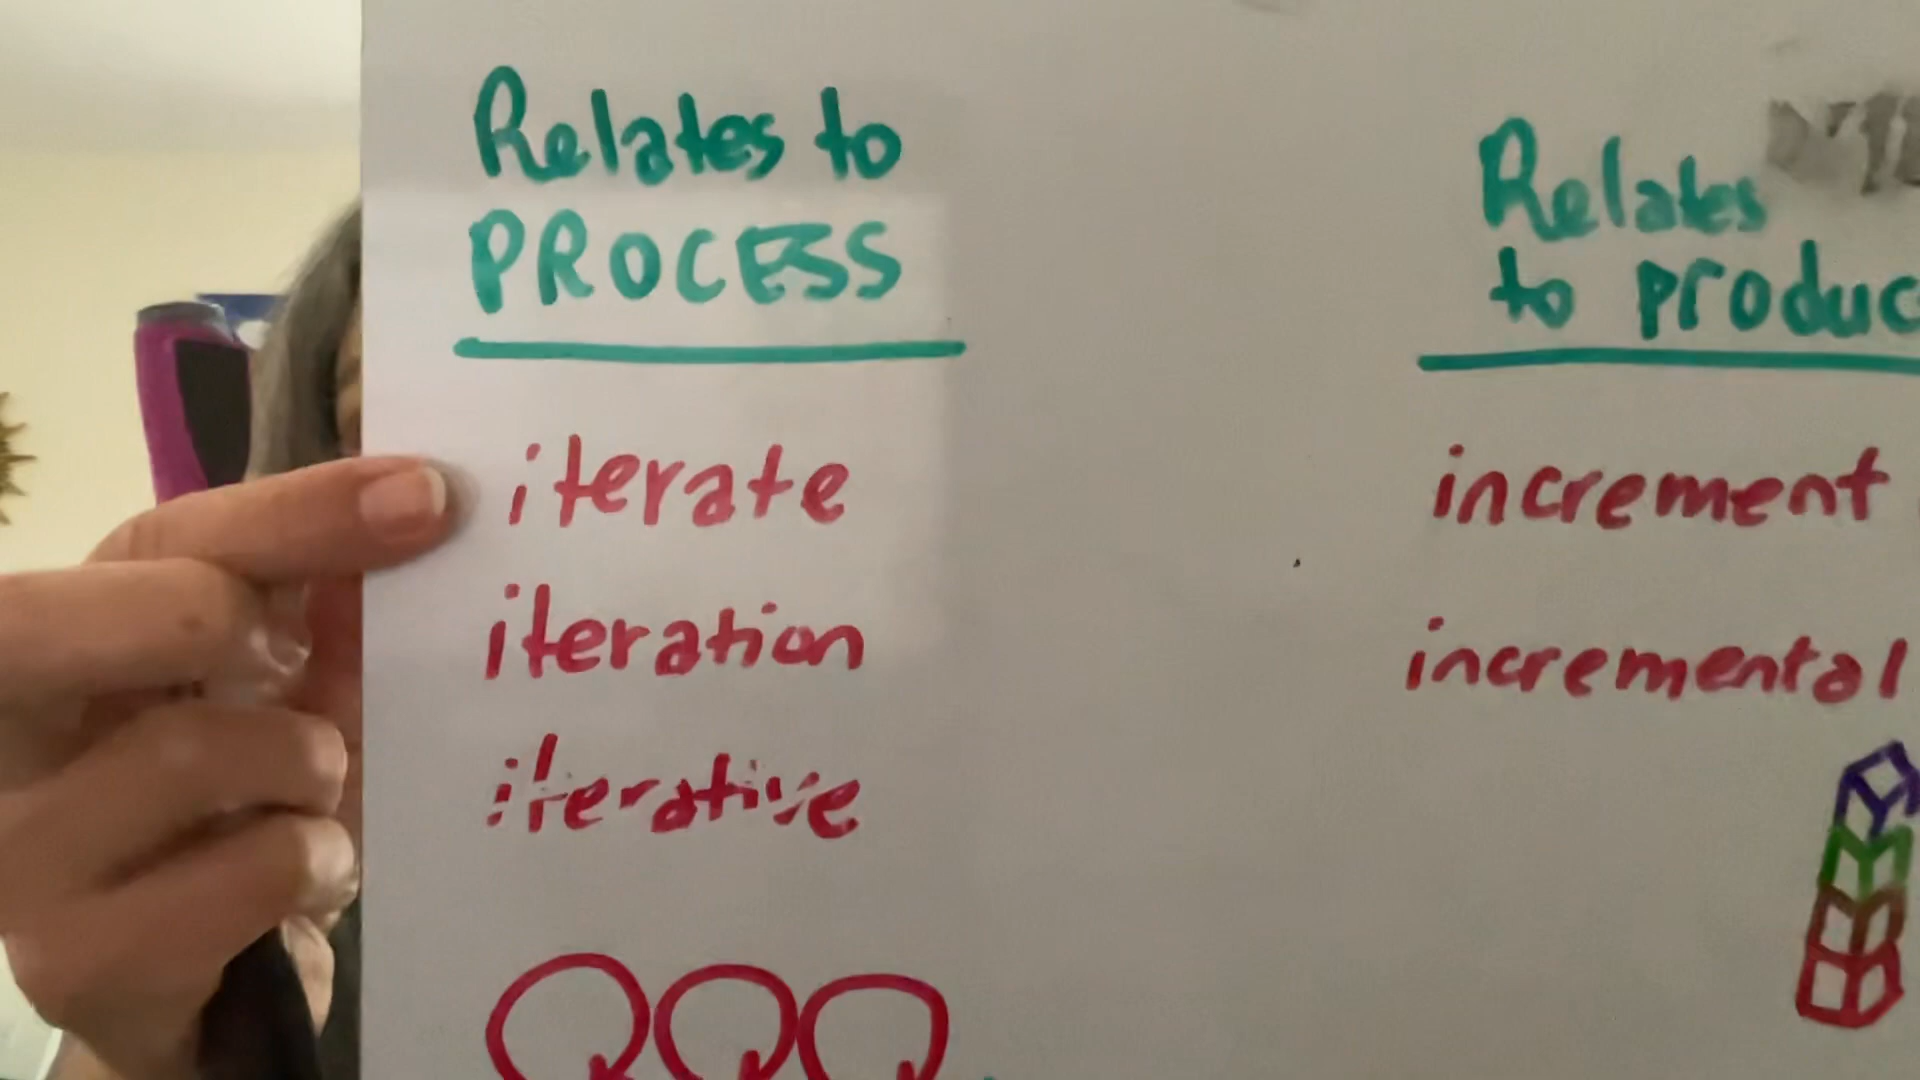 Relates to
PROCESS
iterate
iteration
iterative
Relates
to produc
increment
incremental